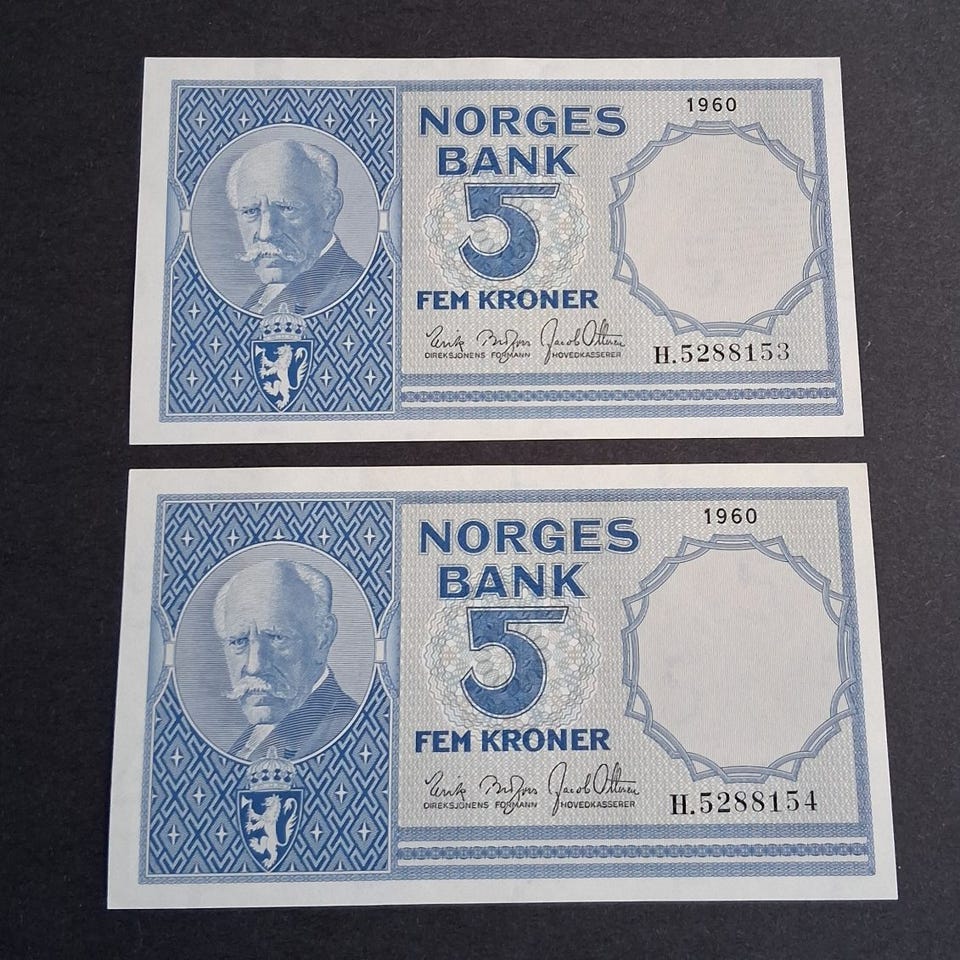 1960
NORGES
BANK
5
FEM KRONER
DIREKSJONENS FORMANN HOVEDKASSERER
H.5288153
1960
NORGES
BANK
5
FEM KRONER
DIREKSJONENS FORMANN HOVEDKASSERER
H.5288154